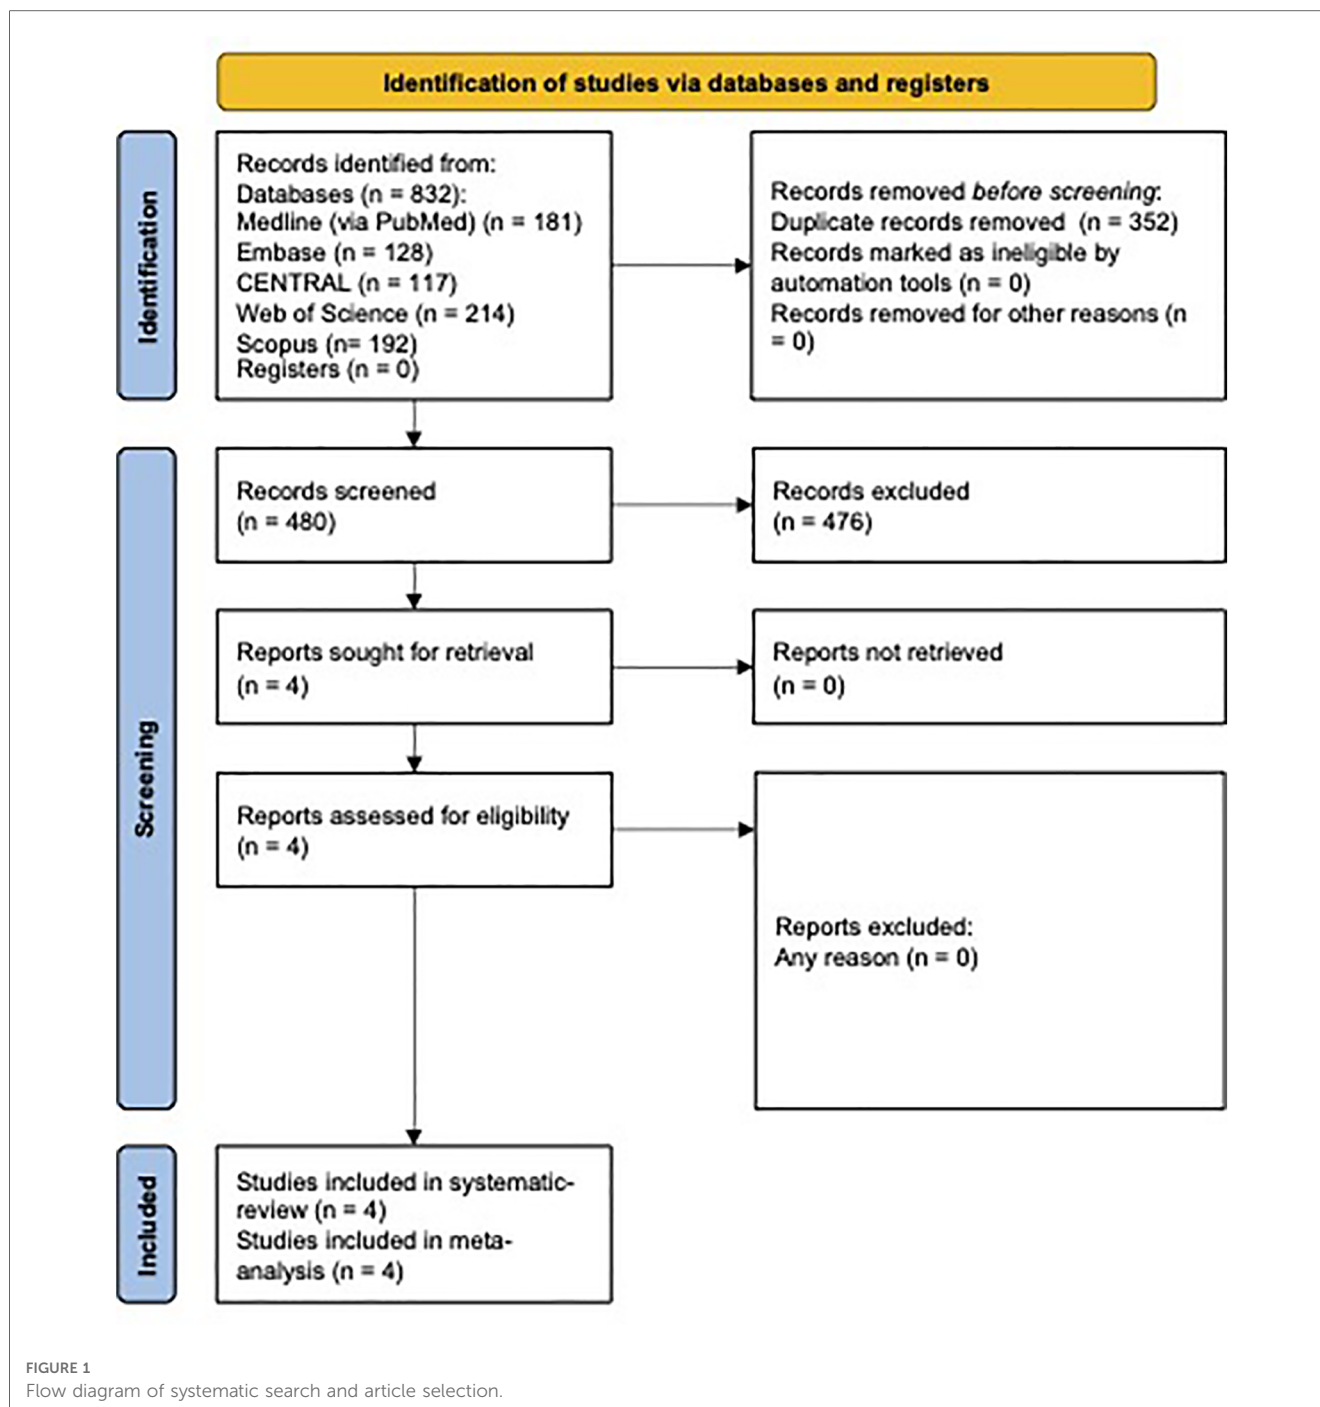 Identification of studies via databases and registers
Identification
Records identified from:
Databases (n = 832):
Medline (via PubMed) (n = 181)
Embase (n = 128)
CENTRAL (n = 117)
Web of Science (n = 214)
Scopus (n= 192)
Registers (n = 0)
Records removed before screening:
Duplicate records removed (n = 352)
Records marked as ineligible by
automation tools (n = 0)
Records removed for other reasons (n
= 0)
Screening
Records screened
(n = 480)
Records excluded
(n = 476)
Reports sought for retrieval
(n = 4)
Reports not retrieved
(n = 0)
Reports assessed for eligibility
(n = 4)
Reports excluded:
Any reason (n = 0)
Included
Studies included in systematic-
review (n = 4)
Studies included in meta-
analysis (n = 4)
FIGURE 1
Flow diagram of systematic search and article selection.